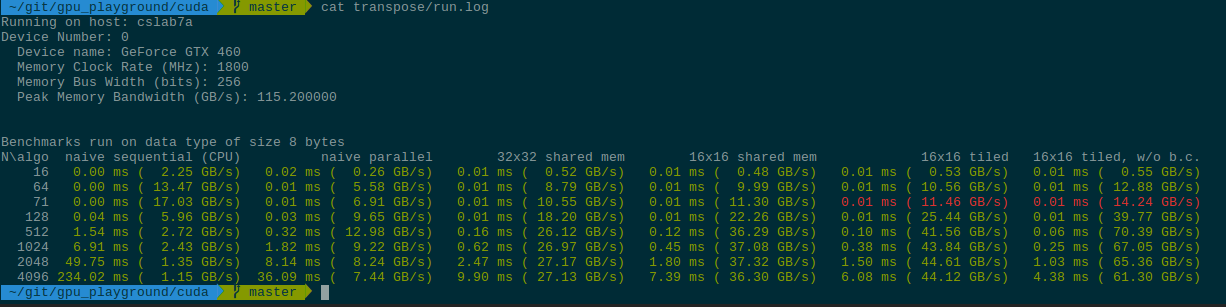 ~/git/gpu_playground/cuda  master  cat transpose/run.log
Running on host: cslab7a
Device Number: 0
  Device name: GeForce GTX 460
  Memory Clock Rate (MHz): 1800
  Memory Bus Width (bits): 256
  Peak Memory Bandwidth (GB/s): 115.200000
Benchmarks run on data type of size 8 bytes
N\algo  naive sequential (CPU)          naive parallel        32x32 shared mem        16x16 shared mem             16x16 tiled   16x16 tiled, w/o b.c.
    16   0.00 ms (  2.25 GB/s)   0.02 ms (  0.26 GB/s)   0.01 ms (  0.52 GB/s)   0.01 ms (  0.48 GB/s)   0.01 ms (  0.53 GB/s)   0.01 ms (  0.55 GB/s)
    64   0.00 ms ( 13.47 GB/s)   0.01 ms (  5.58 GB/s)   0.01 ms (  8.79 GB/s)   0.01 ms (  9.99 GB/s)   0.01 ms ( 10.56 GB/s)   0.01 ms ( 12.88 GB/s)
    71   0.00 ms ( 17.03 GB/s)   0.01 ms (  6.91 GB/s)   0.01 ms ( 10.55 GB/s)   0.01 ms ( 11.30 GB/s)   0.01 ms ( 11.46 GB/s)   0.01 ms ( 14.24 GB/s)
   128   0.04 ms (  5.96 GB/s)   0.03 ms (  9.65 GB/s)   0.01 ms ( 18.20 GB/s)   0.01 ms ( 22.26 GB/s)   0.01 ms ( 25.44 GB/s)   0.01 ms ( 39.77 GB/s)
   512   1.54 ms (  2.72 GB/s)   0.32 ms ( 12.98 GB/s)   0.16 ms ( 26.12 GB/s)   0.12 ms ( 36.29 GB/s)   0.10 ms ( 41.56 GB/s)   0.06 ms ( 70.39 GB/s)
  1024   6.91 ms (  2.43 GB/s)   1.82 ms (  9.22 GB/s)   0.62 ms ( 26.97 GB/s)   0.45 ms ( 37.08 GB/s)   0.38 ms ( 43.84 GB/s)   0.25 ms ( 67.05 GB/s)
  2048  49.75 ms (  1.35 GB/s)   8.14 ms (  8.24 GB/s)   2.47 ms ( 27.17 GB/s)   1.80 ms ( 37.32 GB/s)   1.50 ms ( 44.61 GB/s)   1.03 ms ( 65.36 GB/s)
  4096 234.02 ms (  1.15 GB/s)  36.09 ms (  7.44 GB/s)   9.90 ms ( 27.13 GB/s)   7.39 ms ( 36.30 GB/s)   6.08 ms ( 44.12 GB/s)   4.38 ms ( 61.30 GB/s)
~/git/gpu_playground/cuda  master